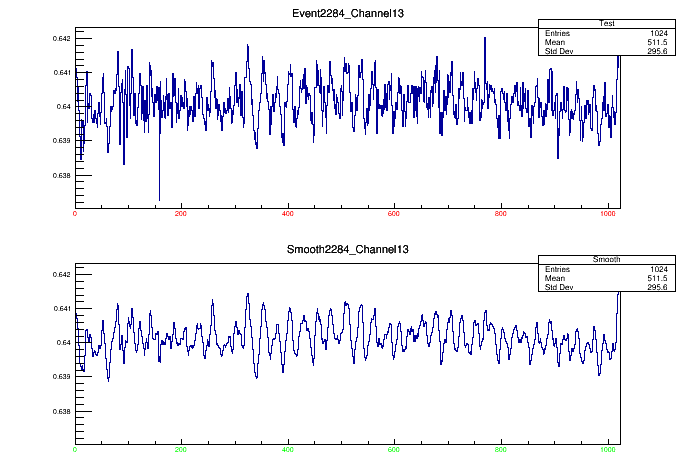 Event2284_Channel13
Test
Entries 1024
Mean 511.5
Std Dev 295.6
0.642
0.641
0.64
0.639
0.638
0 200 400 600 800 1000
Smooth2284_Channel13
Smooth
Entries 1024
Mean 511.5
Std Dev 295.6
0.642
0.641
0.64
0.639
0.638
0 200 400 600 800 1000